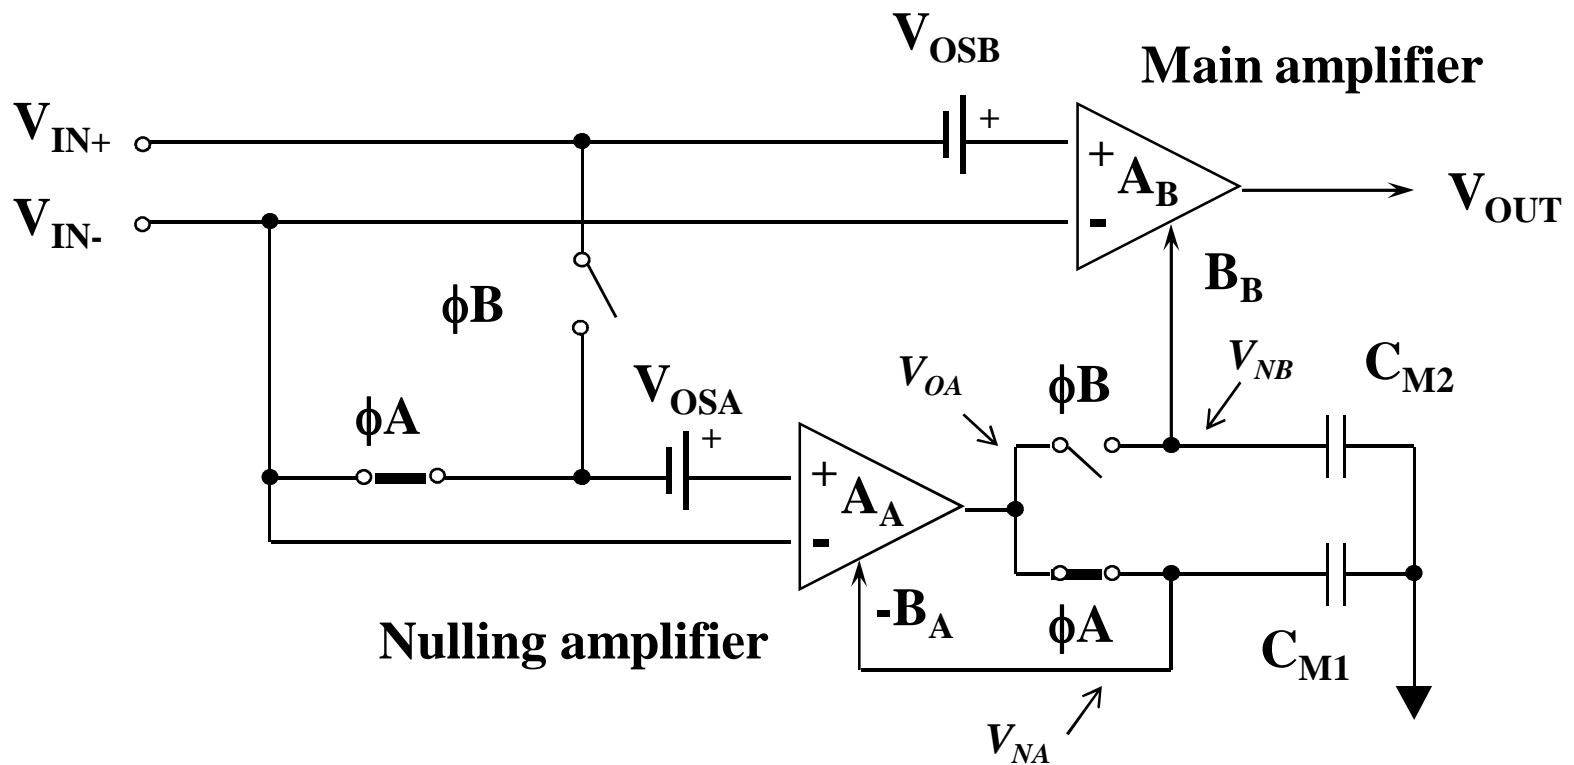 V_OSB
Main amplifier
V_IN+
+
+
A_B
V_IN-
-
V_OUT
B_B
ϕB
V_OA
V_NB
C_M2
V_OSA
ϕB
ϕA
+
+
A_A
-
-B_A
ϕA
Nulling amplifier
C_M1
V_NA